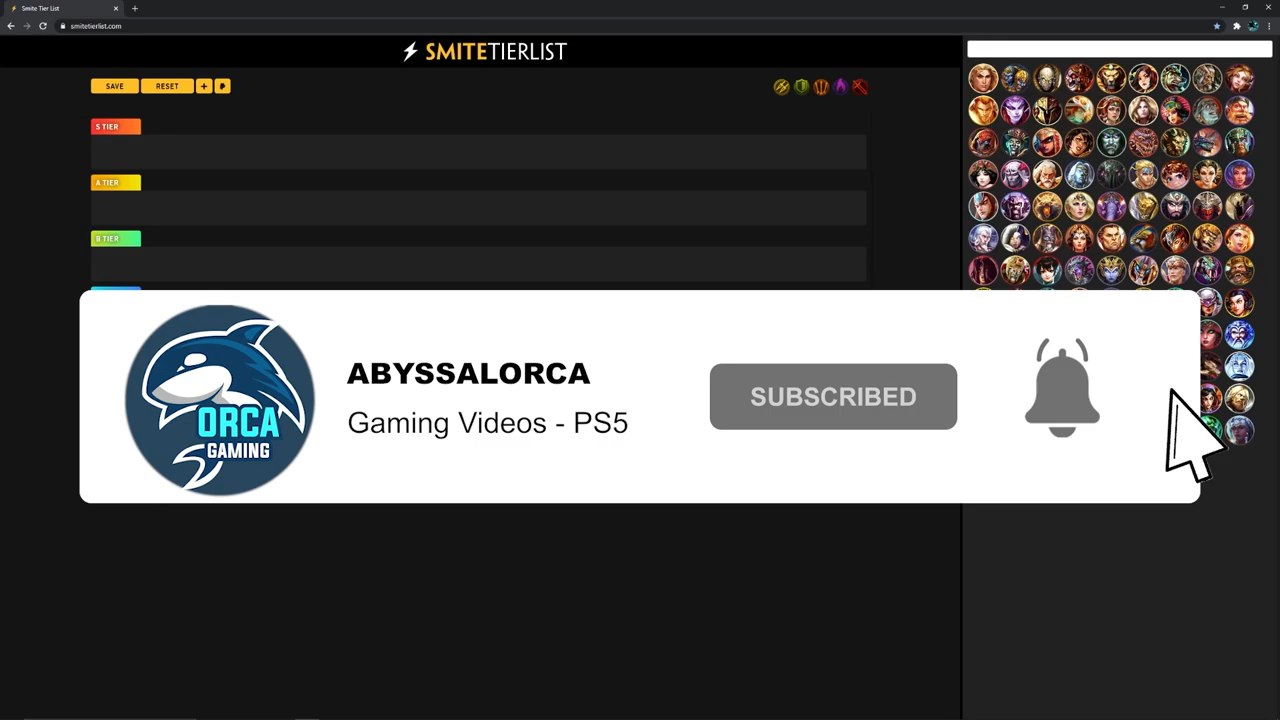 Smite Tier List
smitetierlist.com
SMITETIERLIST
SAVE
RESET
S TIER
A TIER
B TIER
ORCA
GAMING
ABYSSALORCA
Gaming Videos - PS5
SUBSCRIBED